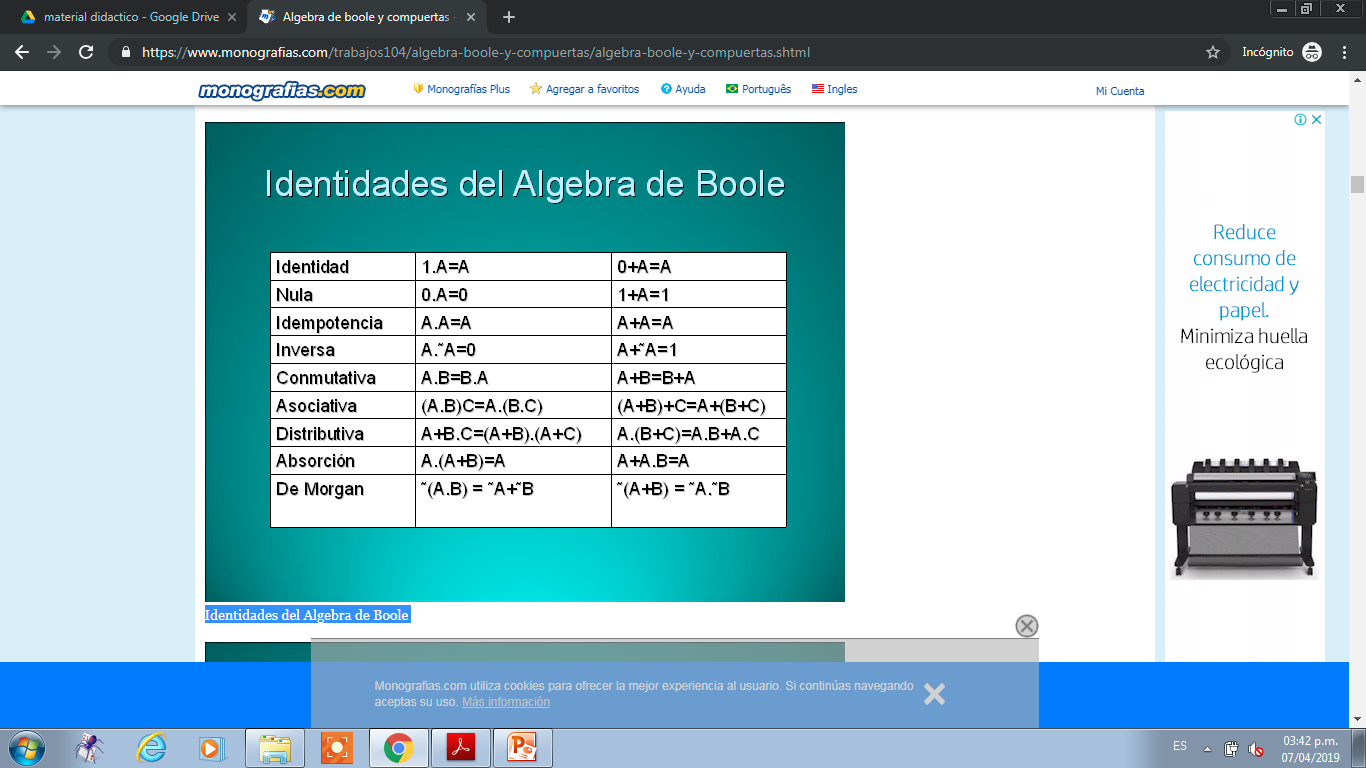 material didactico - Google Drive
Algebra de boole y compuertas -
https://www.monografias.com/trabajos104/algebra-boole-y-compuertas/algebra-boole-y-compuertas.shtml
Incógnito
monografias.com
Monografías Plus
Agregar a favoritos
Ayuda
Português
Ingles
Mi Cuenta
Identidades del Algebra de Boole
Identidad 1.A=A 0+A=A
Nula 0.A=0 1+A=1
Idempotencia A.A=A A+A=A
Inversa A.~A=0 A+~A=1
Conmutativa A.B=B.A A+B=B+A
Asociativa (A.B)C=A.(B.C) (A+B)+C=A+(B+C)
Distributiva A+B.C=(A+B).(A+C) A.(B+C)=A.B+A.C
Absorción A.(A+B)=A A+A.B=A
De Morgan ~(A.B) = ~A+~B ~(A+B) = ~A.~B
Identidades del Algebra de Boole
Reduce
consumo de
electricidad y
papel.
Minimiza huella
ecológica
Monografias.com utiliza cookies para ofrecer la mejor experiencia al usuario. Si continúas navegando
aceptas su uso. Más información
ES
03:42 p.m.
07/04/2019